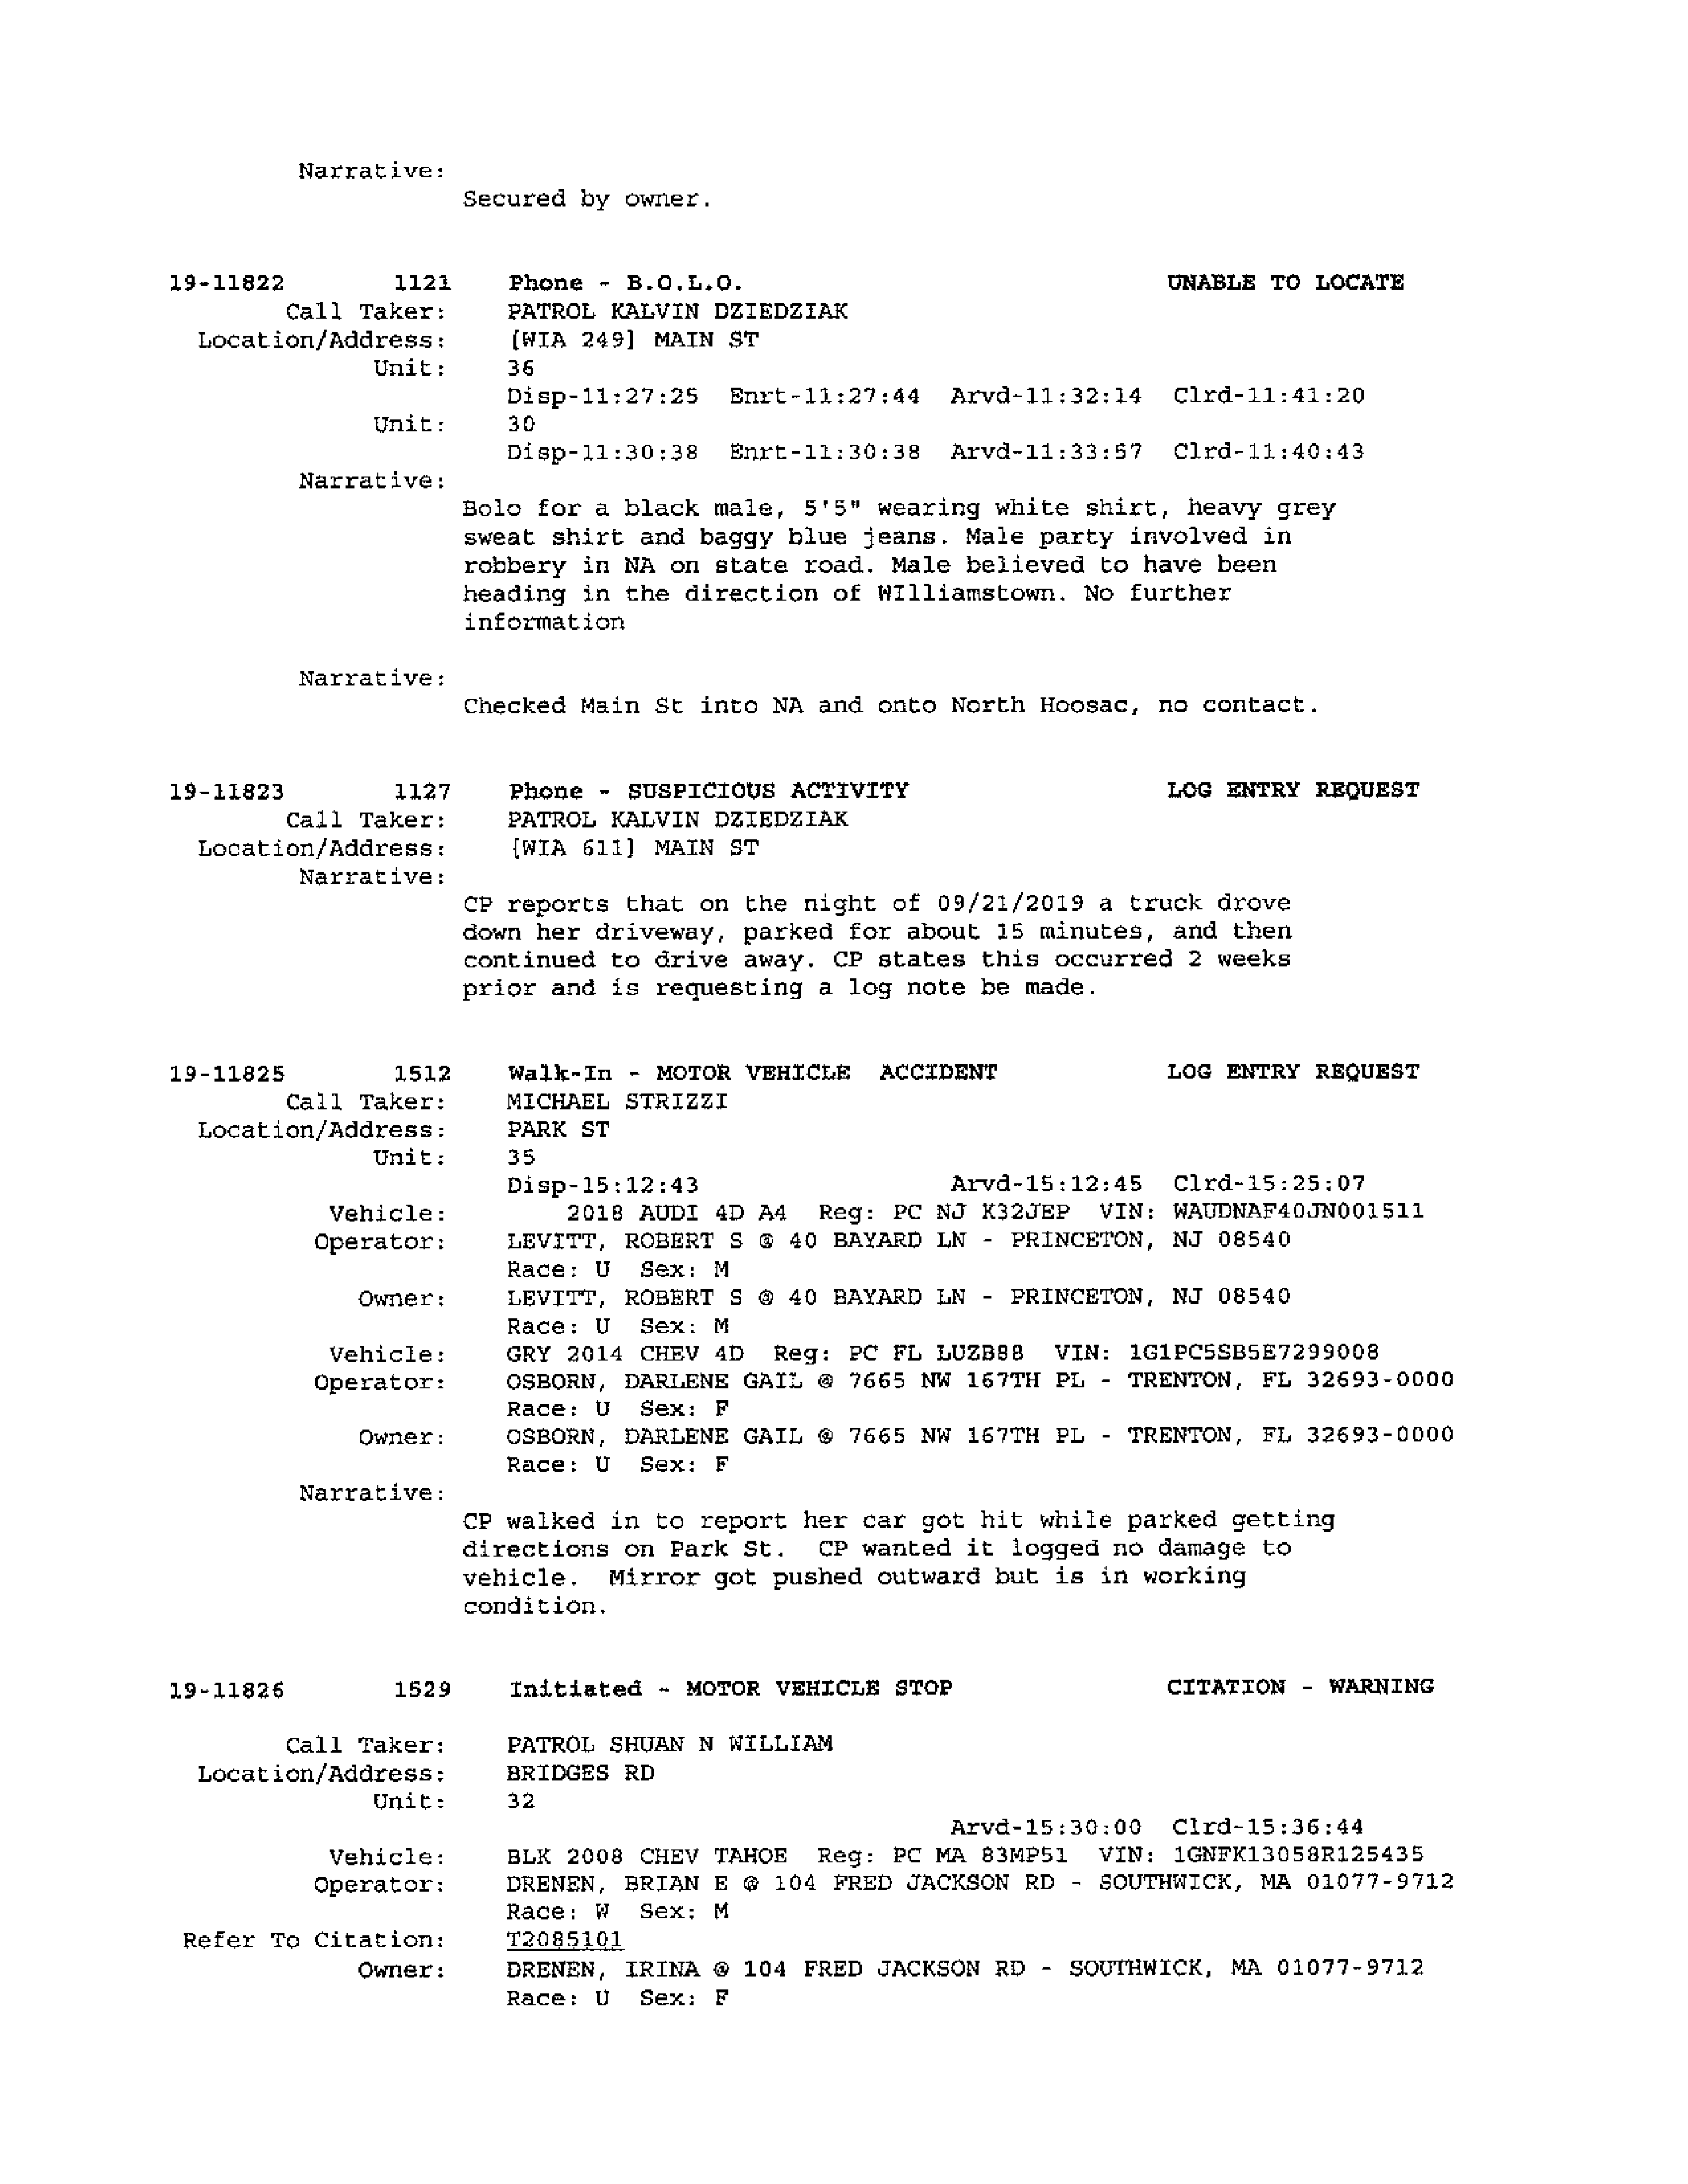 Narrative:
Secured by owner.
19-11822 1121 Phone - B.O.L.O. UNABLE TO LOCATE
Call Taker: PATROL KALVIN DZIEDZIAK
Location/Address: [WIA 249] MAIN ST
Unit: 36
Disp-11:27:25 Enrt-11:27:44 Arvd-11:32:14 Clrd-11:41:20
Unit: 30
Disp-11:30:38 Enrt-11:30:38 Arvd-11:33:57 Clrd-11:40:43
Narrative:
Bolo for a black male, 5'5" wearing white shirt, heavy grey
sweat shirt and baggy blue jeans. Male party involved in
robbery in NA on state road. Male believed to have been
heading in the direction of WIlliamstown. No further
information
Narrative:
Checked Main St into NA and onto North Hoosac, no contact.
19-11823 1127 Phone - SUSPICIOUS ACTIVITY LOG ENTRY REQUEST
Call Taker: PATROL KALVIN DZIEDZIAK
Location/Address: [WIA 611] MAIN ST
Narrative:
CP reports that on the night of 09/21/2019 a truck drove
down her driveway, parked for about 15 minutes, and then
continued to drive away. CP states this occurred 2 weeks
prior and is requesting a log note be made.
19-11825 1512 Walk-In - MOTOR VEHICLE ACCIDENT LOG ENTRY REQUEST
Call Taker: MICHAEL STRIZZI
Location/Address: PARK ST
Unit: 35
Disp-15:12:43 Arvd-15:12:45 Clrd-15:25:07
Vehicle: 2018 AUDI 4D A4 Reg: PC NJ K32JEP VIN: WAUDNAF40JN001511
Operator: LEVITT, ROBERT S @ 40 BAYARD LN - PRINCETON, NJ 08540
Race: U Sex: M
Owner: LEVITT, ROBERT S @ 40 BAYARD LN - PRINCETON, NJ 08540
Race: U Sex: M
Vehicle: GRY 2014 CHEV 4D Reg: PC FL LUZB88 VIN: 1G1PC5SB5E7299008
Operator: OSBORN, DARLENE GAIL @ 7665 NW 167TH PL - TRENTON, FL 32693-0000
Race: U Sex: F
Owner: OSBORN, DARLENE GAIL @ 7665 NW 167TH PL - TRENTON, FL 32693-0000
Race: U Sex: F
Narrative:
CP walked in to report her car got hit while parked getting
directions on Park St. CP wanted it logged no damage to
vehicle. Mirror got pushed outward but is in working
condition.
19-11826 1529 Initiated - MOTOR VEHICLE STOP CITATION - WARNING
Call Taker: PATROL SHUAN N WILLIAM
Location/Address: BRIDGES RD
Unit: 32
Arvd-15:30:00 Clrd-15:36:44
Vehicle: BLK 2008 CHEV TAHOE Reg: PC MA 83MP51 VIN: 1GNFK13058R125435
Operator: DRENEN, BRIAN E @ 104 FRED JACKSON RD - SOUTHWICK, MA 01077-9712
Race: W Sex: M
Refer To Citation: T2085101
Owner: DRENEN, IRINA @ 104 FRED JACKSON RD - SOUTHWICK, MA 01077-9712
Race: U Sex: F